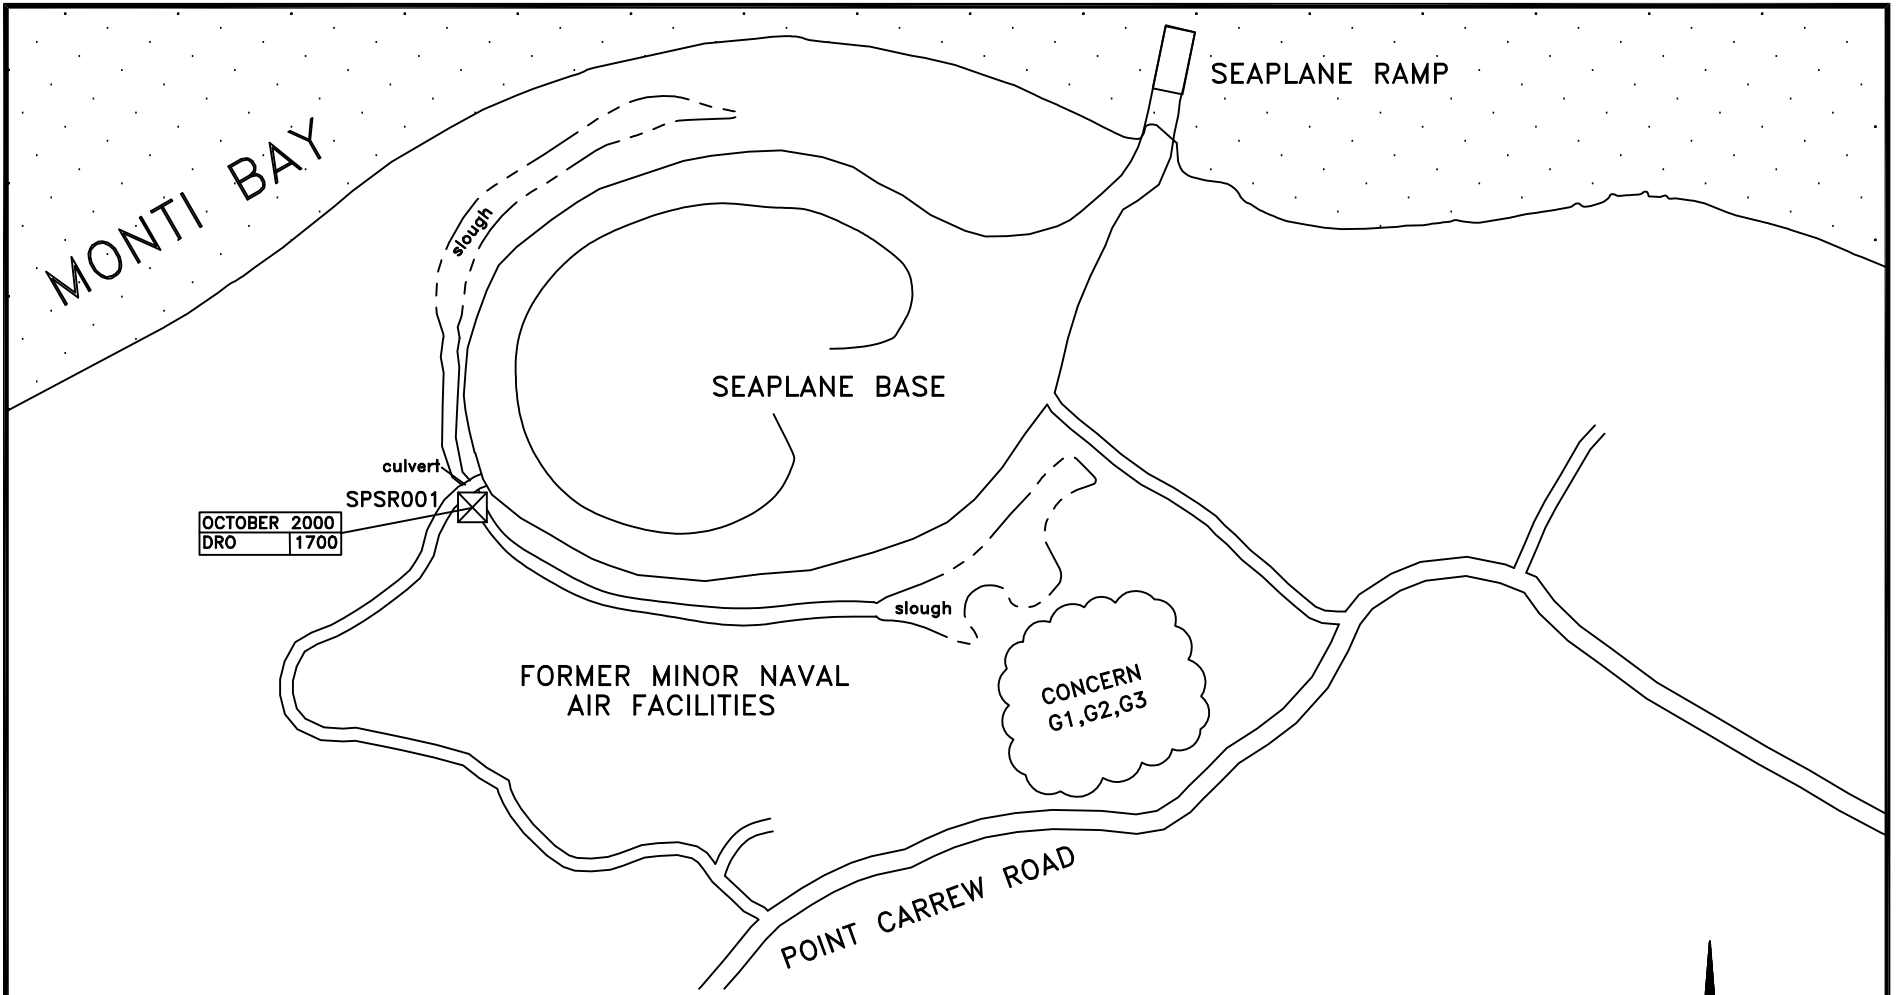 SEAPLANE RAMP
MONTI BAY
slough
SEAPLANE BASE
culvert
SPSR001
OCTOBER 2000
DRO 1700
slough
FORMER MINOR NAVAL
AIR FACILITIES
CONCERN
G1,G2,G3
POINT CARREW ROAD